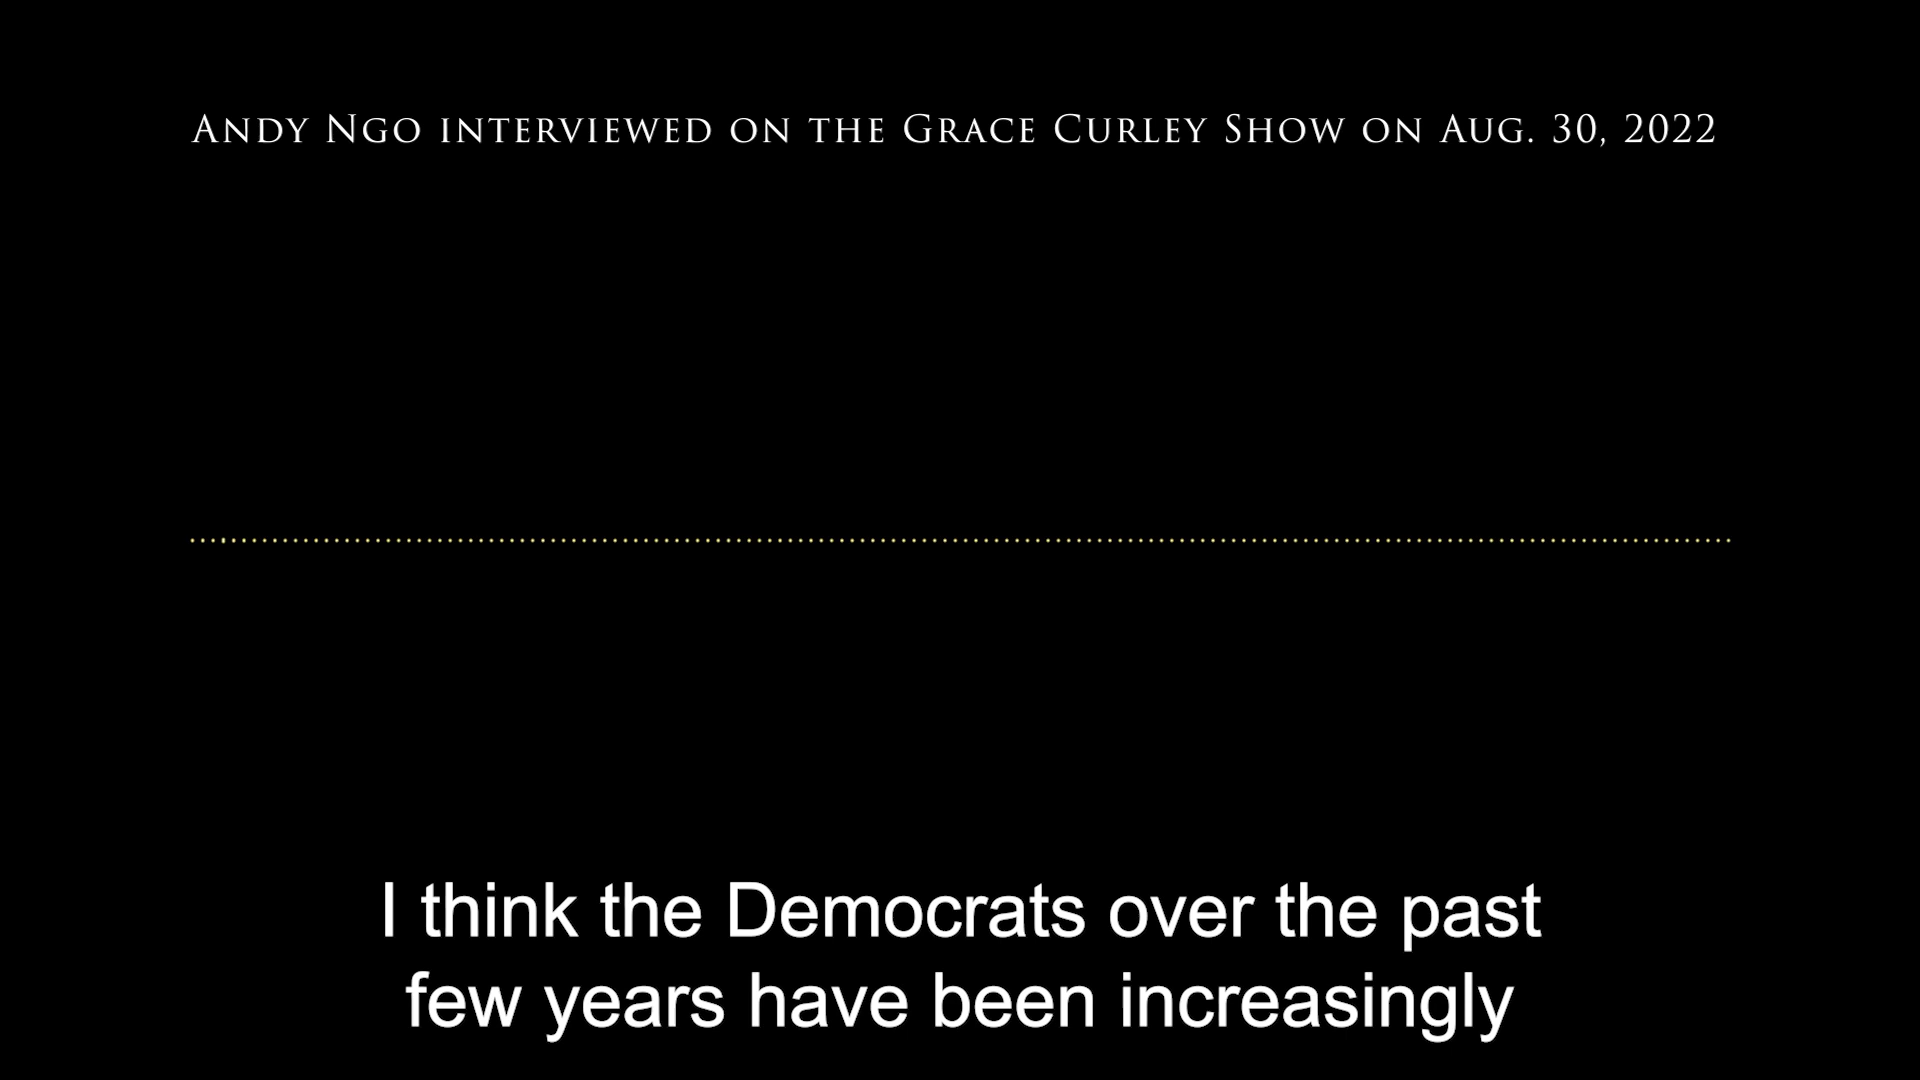 Andy Ngo interviewed on the Grace Curley Show on Aug. 30, 2022
I think the Democrats over the past
few years have been increasingly